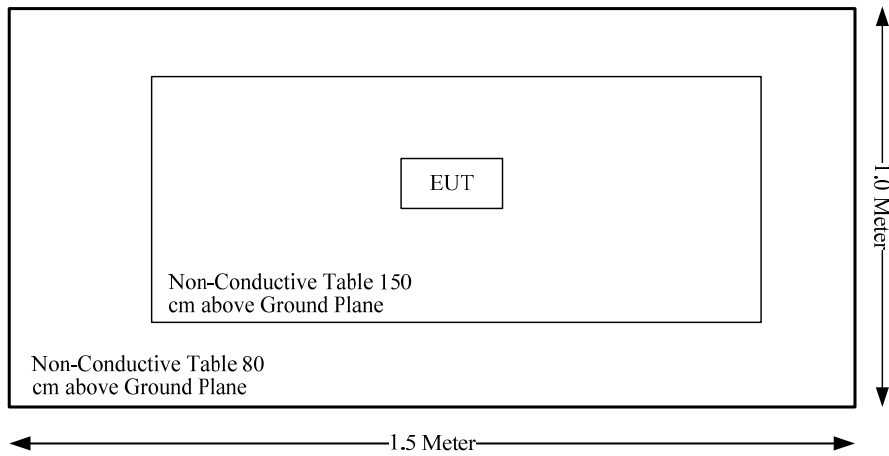 EUT
Non-Conductive Table 150
cm above Ground Plane
Non-Conductive Table 80
cm above Ground Plane
1.0 Meter
1.5 Meter